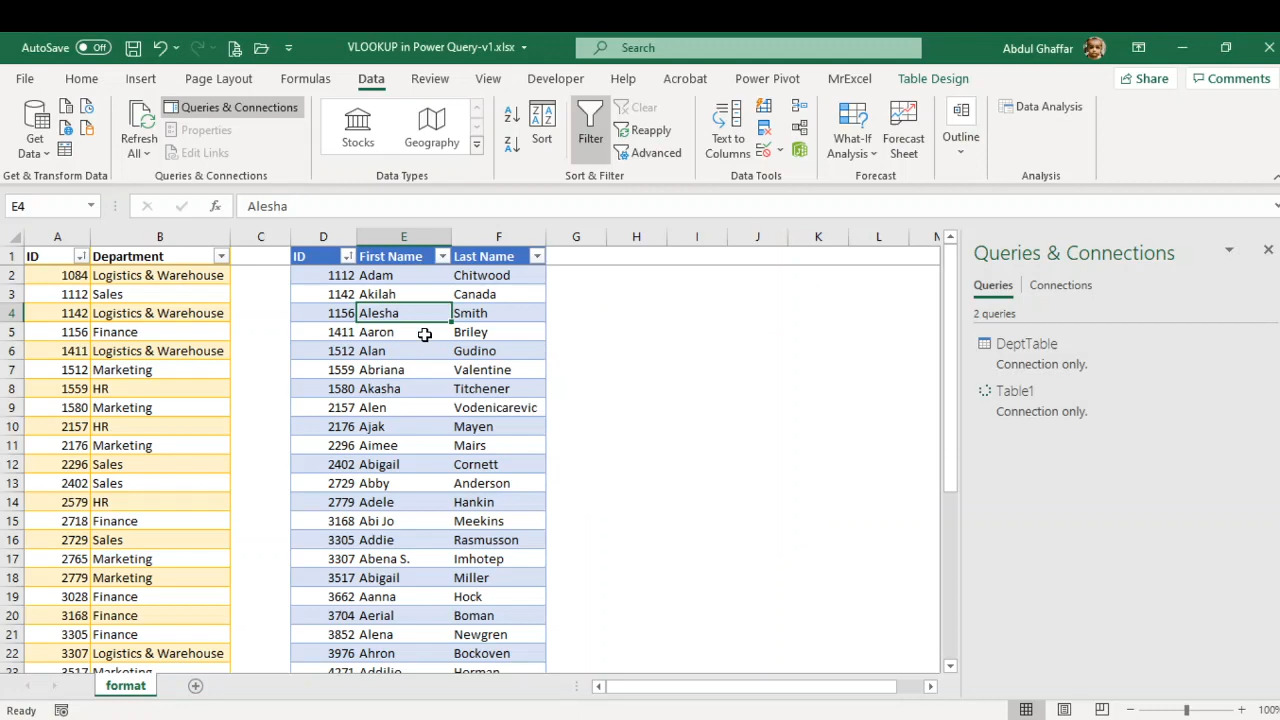 AutoSave Off VLOOKUP in Power Query-v1.xlsx Search Abdul Ghaffar
File Home Insert Page Layout Formulas Data Review View Developer Help Acrobat Power Pivot MrExcel Table Design Share Comments
Get Data
Refresh All
Queries & Connections
Properties
Edit Links
Stocks
Geography
Sort
Filter
Clear
Reapply
Advanced
Text to Columns
What-If Analysis
Forecast Sheet
Outline
Data Analysis
Get & Transform Data Queries & Connections Data Types Sort & Filter Data Tools Forecast Analysis
E4 fx Alesha
A B C D E F G H I J K L M
1 ID Department ID First Name Last Name
2 1084 Logistics & Warehouse 1112 Adam Chitwood
3 1112 Sales 1142 Akilah Canada
4 1142 Logistics & Warehouse 1156 Alesha Smith
5 1156 Finance 1411 Aaron Briley
6 1411 Logistics & Warehouse 1512 Alan Gudino
7 1512 Marketing 1559 Abriana Valentine
8 1559 HR 1580 Akasha Titchener
9 1580 Marketing 2157 Alen Vodenicarevic
10 2157 HR 2176 Ajak Mayen
11 2176 Marketing 2296 Aimee Mairs
12 2296 Sales 2402 Abigail Cornett
13 2402 Sales 2729 Abby Anderson
14 2579 HR 2779 Adele Hankin
15 2718 Finance 3168 Abi Jo Meekins
16 2729 Sales 3305 Addie Rasmusson
17 2765 Marketing 3307 Abena S. Imhotep
18 2779 Marketing 3517 Abigail Miller
19 3028 Finance 3662 Aanna Hock
20 3168 Finance 3704 Aerial Boman
21 3305 Finance 3852 Alena Newgren
22 3307 Logistics & Warehouse 3976 Ahron Bockoven
23 3517 Marketing 4271 Addilio Herman
Queries & Connections
Queries Connections
2 queries
DeptTable
Connection only.
Table1
Connection only.
format
Ready 100%